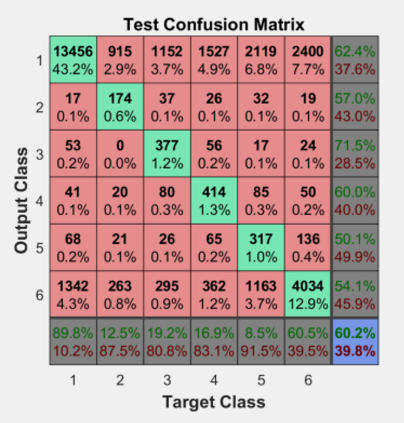 Test Confusion Matrix
1 13456 915 1152 1527 2119 2400 62.4%
43.2% 2.9% 3.7% 4.9% 6.8% 7.7% 37.6%
2 17 174 37 26 32 19 57.0%
0.1% 0.6% 0.1% 0.1% 0.1% 0.1% 43.0%
3 53 0 377 56 17 24 71.5%
0.2% 0.0% 1.2% 0.2% 0.1% 0.1% 28.5%
4 41 20 80 414 85 50 60.0%
0.1% 0.1% 0.3% 1.3% 0.3% 0.2% 40.0%
5 68 21 26 65 317 136 50.1%
0.2% 0.1% 0.1% 0.2% 1.0% 0.4% 49.9%
6 1342 263 295 362 1163 4034 54.1%
4.3% 0.8% 0.9% 1.2% 3.7% 12.9% 45.9%
89.8% 12.5% 19.2% 16.9% 8.5% 60.5% 60.2%
10.2% 87.5% 80.8% 83.1% 91.5% 39.5% 39.8%
1 2 3 4 5 6
Target Class
Output Class